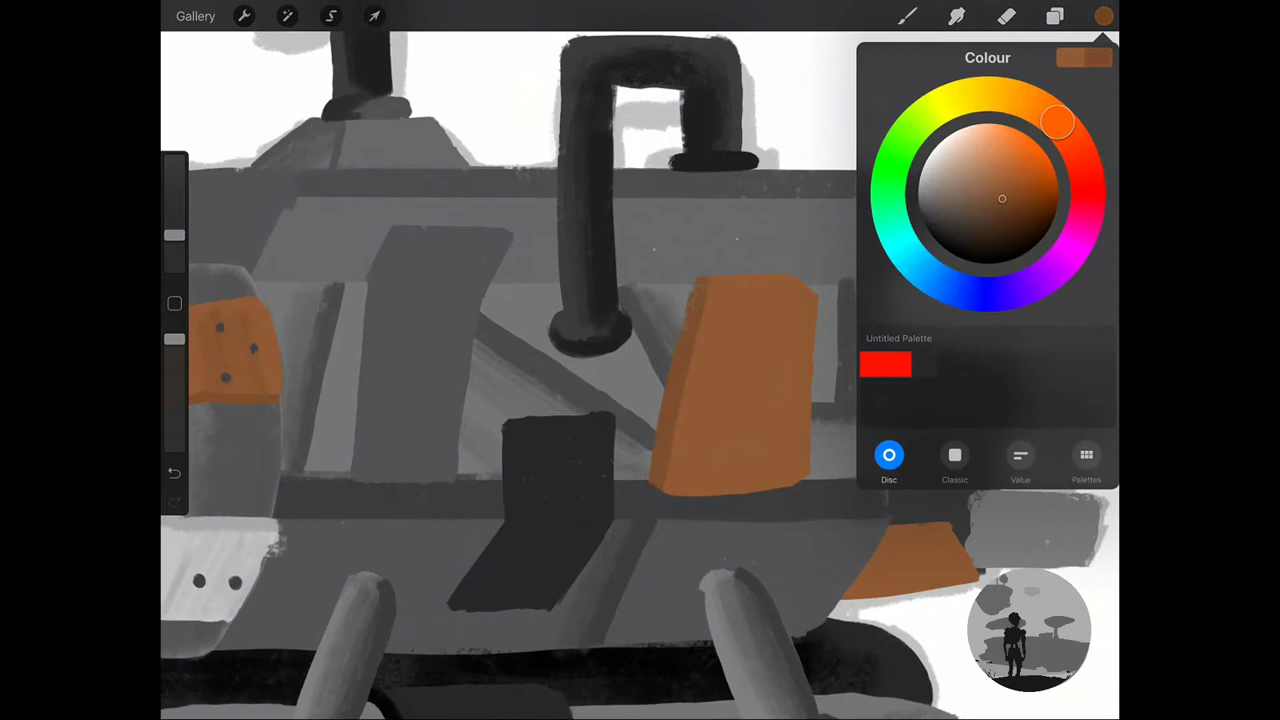 Gallery
Colour
Untitled Palette
Disc
Classic
Value
Palettes